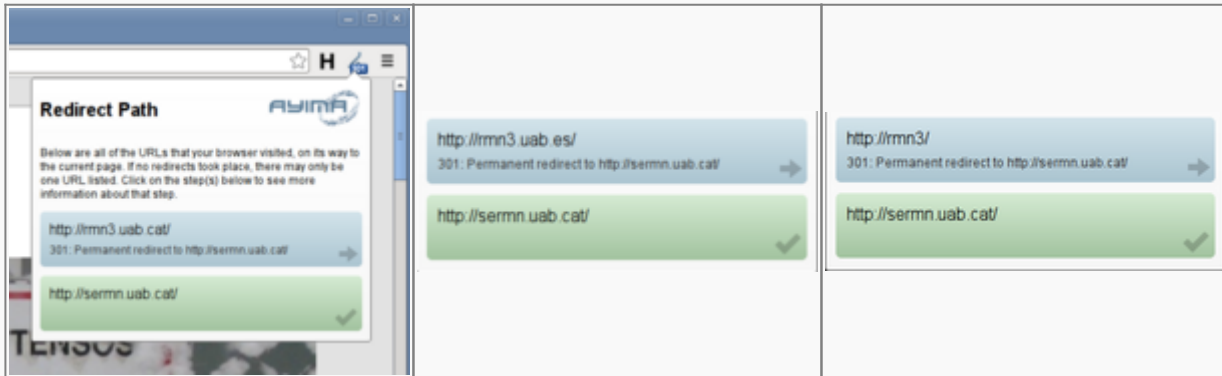 H
Redirect Path
AYIMA
Below are all of the URLs that your browser visited, on its way to
the current page. If no redirects took place, there may only be
one URL listed. Click on the step(s) below to see more
information about that step.
http://rmn3.uab.cat/
301: Permanent redirect to http://sermn.uab.cat/
http://sermn.uab.cat/
TENSOS
http://rmn3.uab.es/
301: Permanent redirect to http://sermn.uab.cat/
http://sermn.uab.cat/
http://rmn3/
301: Permanent redirect to http://sermn.uab.cat/
http://sermn.uab.cat/